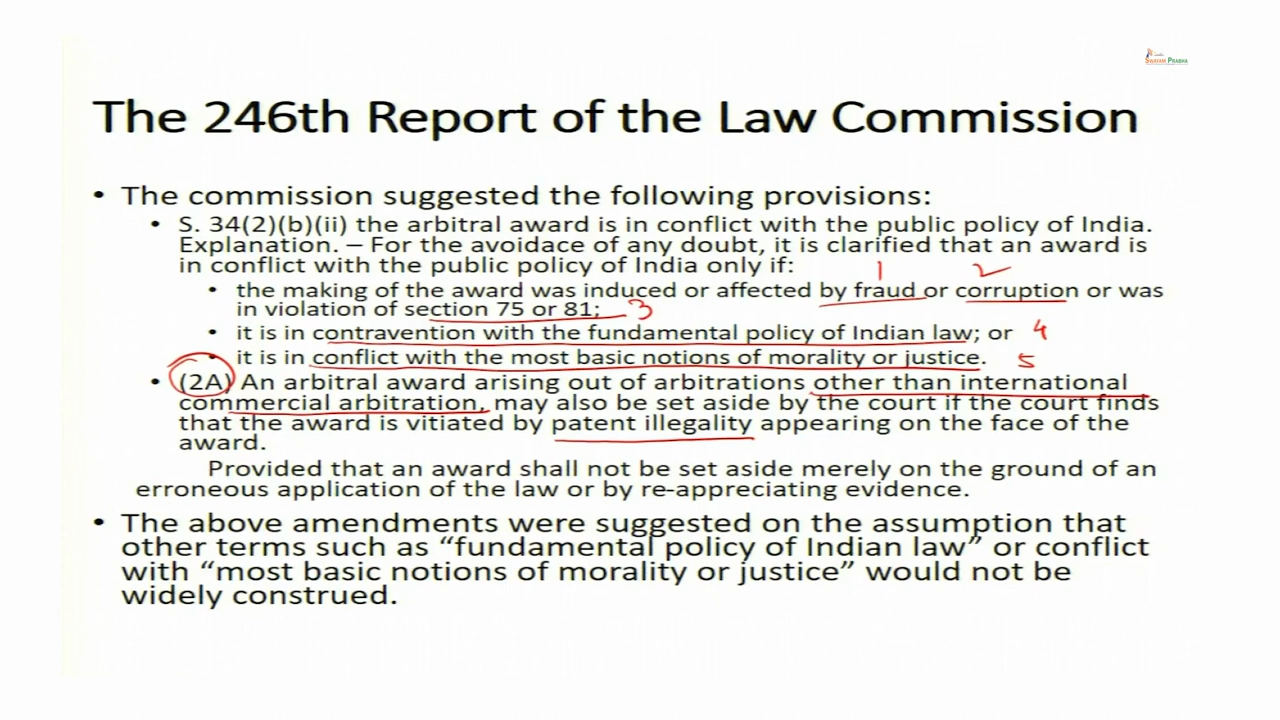 SWAYAM PRABHA
The 246th Report of the Law Commission
• The commission suggested the following provisions:
• S. 34(2)(b)(ii) the arbitral award is in conflict with the public policy of India.
Explanation. – For the avoidace of any doubt, it is clarified that an award is
in conflict with the public policy of India only if:
1 2
• the making of the award was induced or affected by fraud or corruption or was
in violation of section 75 or 81; 3
• it is in contravention with the fundamental policy of Indian law; or 4
• it is in conflict with the most basic notions of morality or justice. 5
• (2A) An arbitral award arising out of arbitrations other than international
commercial arbitration, may also be set aside by the court if the court finds
that the award is vitiated by patent illegality appearing on the face of the
award.
Provided that an award shall not be set aside merely on the ground of an
erroneous application of the law or by re-appreciating evidence.
• The above amendments were suggested on the assumption that
other terms such as “fundamental policy of Indian law” or conflict
with “most basic notions of morality or justice” would not be
widely construed.